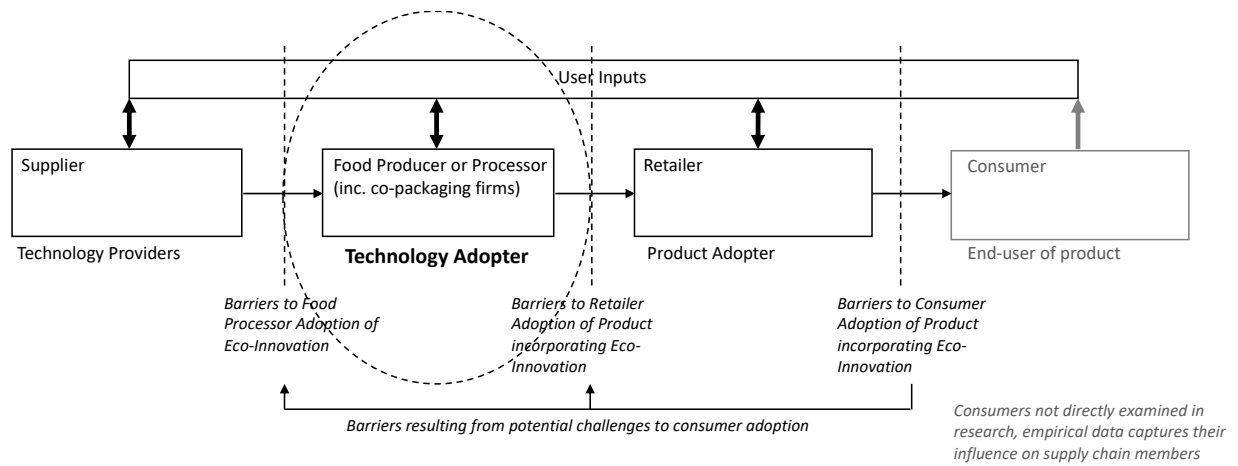 User Inputs
Supplier
Food Producer or Processor
(inc. co-packaging firms)
Retailer
Consumer
Technology Providers
Technology Adopter
Product Adopter
End-user of product
Barriers to Food
Processor Adoption of
Eco-Innovation
Barriers to Retailer
Adoption of Product
incorporating Eco-
Innovation
Barriers to Consumer
Adoption of Product
incorporating Eco-
Innovation
Barriers resulting from potential challenges to consumer adoption
Consumers not directly examined in
research, empirical data captures their
influence on supply chain members